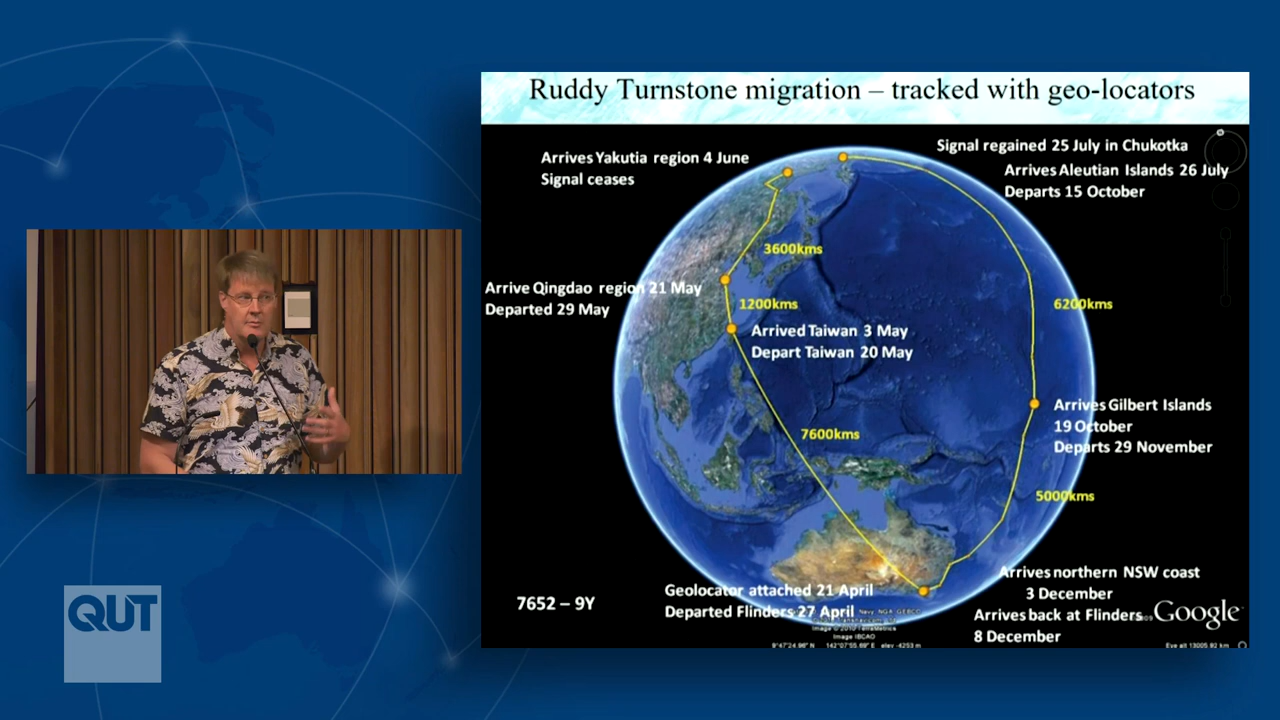 Ruddy Turnstone migration – tracked with geo-locators
Signal regained 25 July in Chukotka
Arrives Yakutia region 4 June
Signal ceases
Arrives Aleutian Islands 26 July
Departs 15 October
3600kms
Arrive Qingdao region 21 May
Departed 29 May
1200kms
6200kms
Arrived Taiwan 3 May
Depart Taiwan 20 May
Arrives Gilbert Islands
19 October
Departs 29 November
7600kms
5000kms
Arrives northern NSW coast
3 December
Geolocator attached 21 April
Departed Flinders 27 April
7652 – 9Y
Arrives back at Flinders
8 December
Google
Image IBCAO
QUT